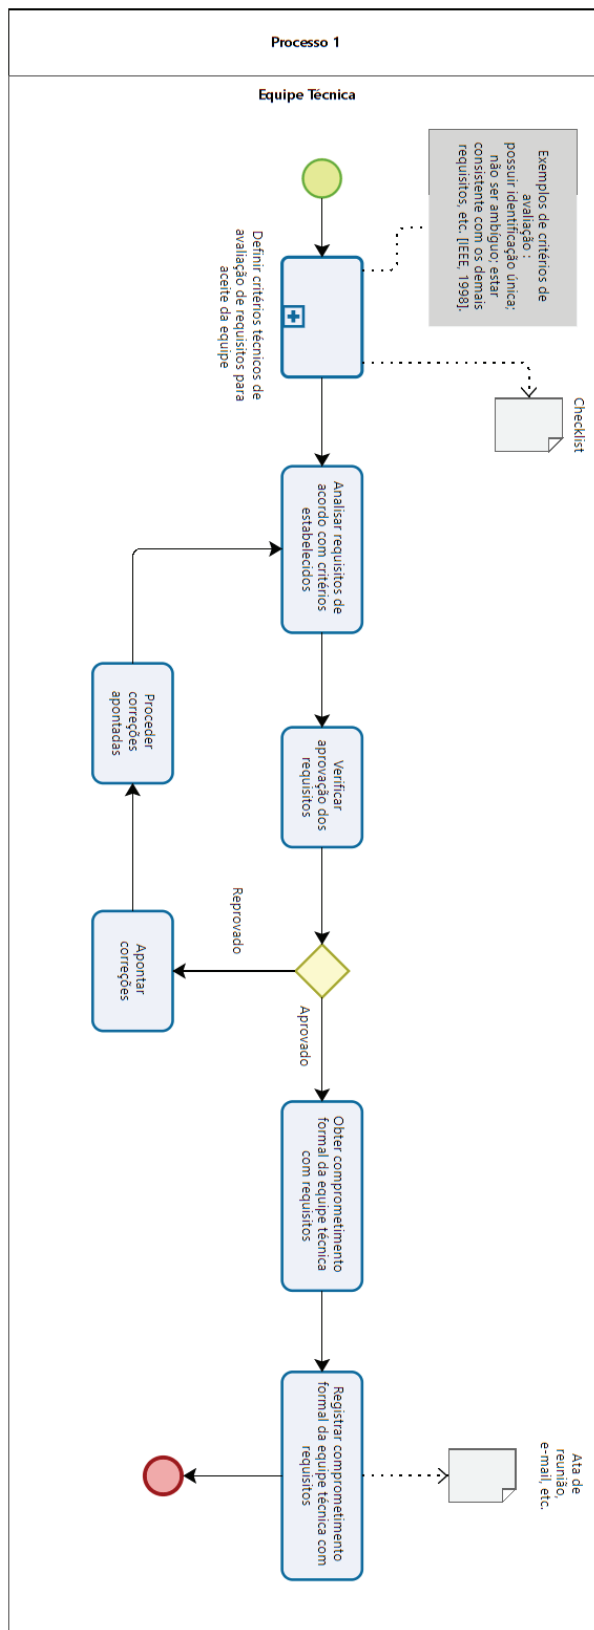 Processo 1
Equipe Técnica
Exemplos de critérios de
avaliação :
possuir identificação única;
não ser ambíguo; estar
consistente com os demais
requisitos, etc. [IEEE, 1998].
Definir critérios técnicos de
avaliação de requisitos para
aceite da equipe
Checklist
Analisar requisitos de
acordo com critérios
estabelecidos
Proceder
correções
apontadas
Verificar
aprovação dos
requisitos
Reprovado
Apontar
correções
Aprovado
Obter comprometimento
formal da equipe técnica
com requisitos
Registrar comprometimento
formal da equipe técnica com
requisitos
Ata de
reunião,
e-mail, etc.